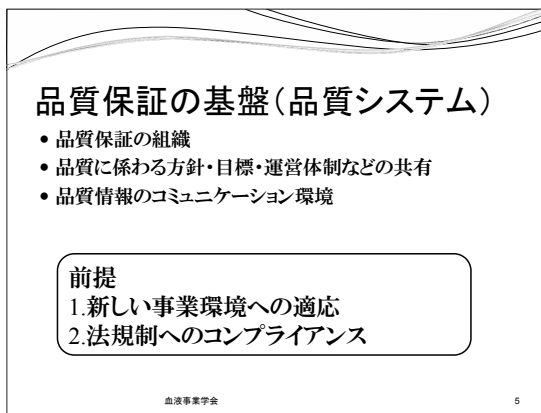 品質保証の基盤(品質システム)
• 品質保証の組織
• 品質に係わる方針・目標・運営体制などの共有
• 品質情報のコミュニケーション環境
前提
1.新しい事業環境への適応
2.法規制へのコンプライアンス
血液事業学会 5